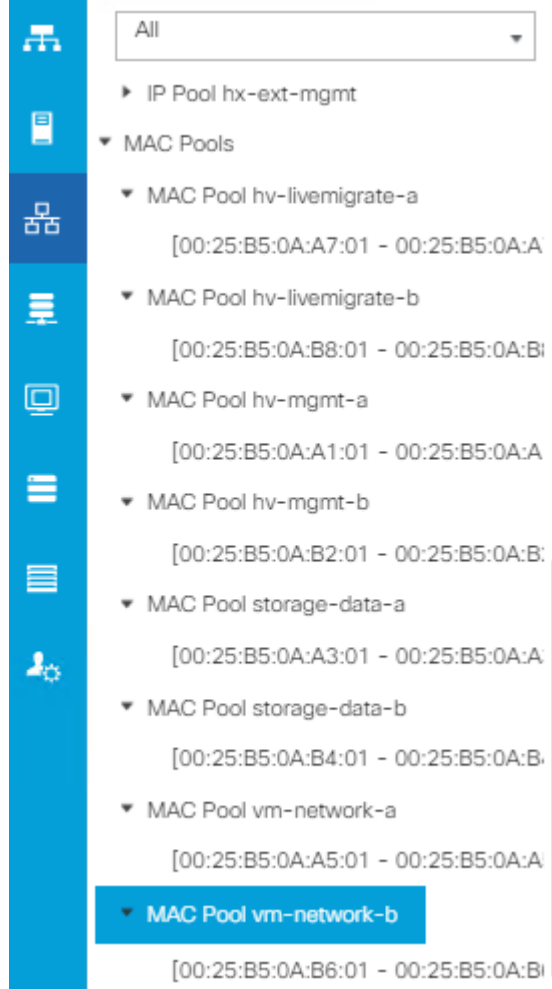 All
IP Pool hx-ext-mgmt
MAC Pools
MAC Pool hv-livemigrate-a
[00:25:B5:0A:A7:01 - 00:25:B5:0A:A
MAC Pool hv-livemigrate-b
[00:25:B5:0A:B8:01 - 00:25:B5:0A:B
MAC Pool hv-mgmt-a
[00:25:B5:0A:A1:01 - 00:25:B5:0A:A
MAC Pool hv-mgmt-b
[00:25:B5:0A:B2:01 - 00:25:B5:0A:B
MAC Pool storage-data-a
[00:25:B5:0A:A3:01 - 00:25:B5:0A:A
MAC Pool storage-data-b
[00:25:B5:0A:B4:01 - 00:25:B5:0A:B
MAC Pool vm-network-a
[00:25:B5:0A:A5:01 - 00:25:B5:0A:A
MAC Pool vm-network-b
[00:25:B5:0A:B6:01 - 00:25:B5:0A:B